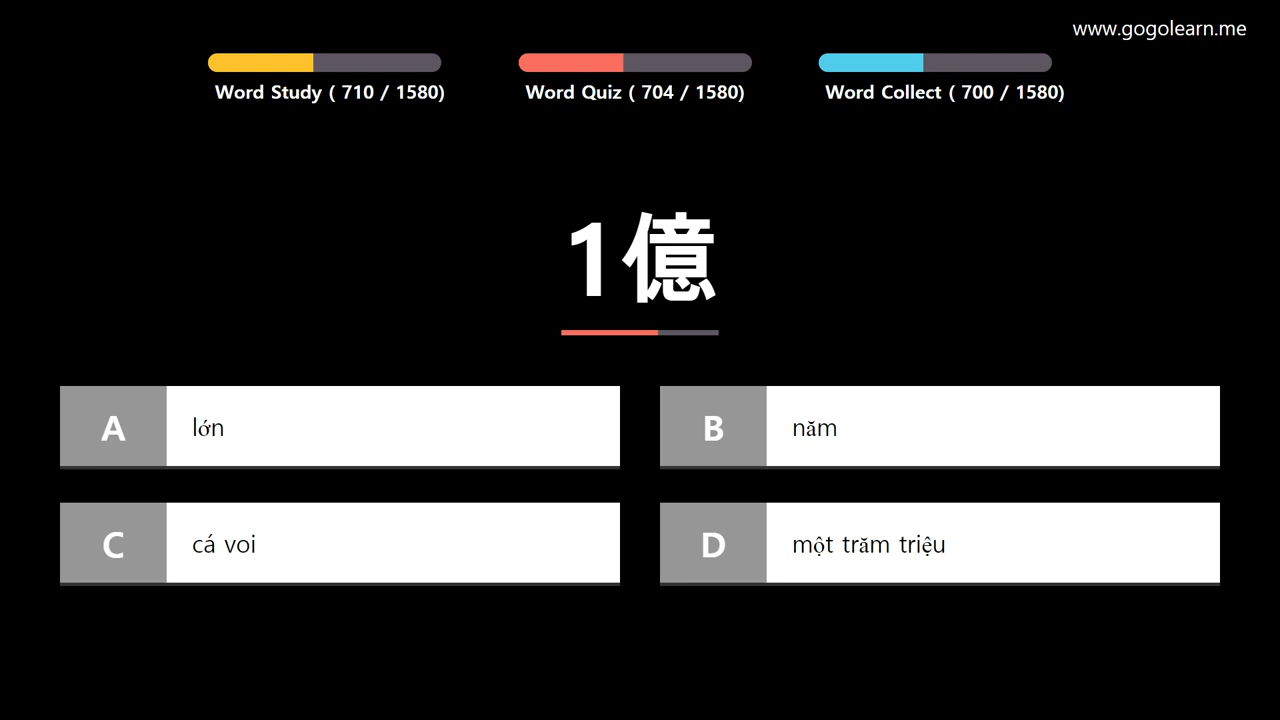 www.gogolearn.me
Word Study ( 710 / 1580)
Word Quiz ( 704 / 1580)
Word Collect ( 700 / 1580)
1億
A lớn
B năm
C cá voi
D một trăm triệu